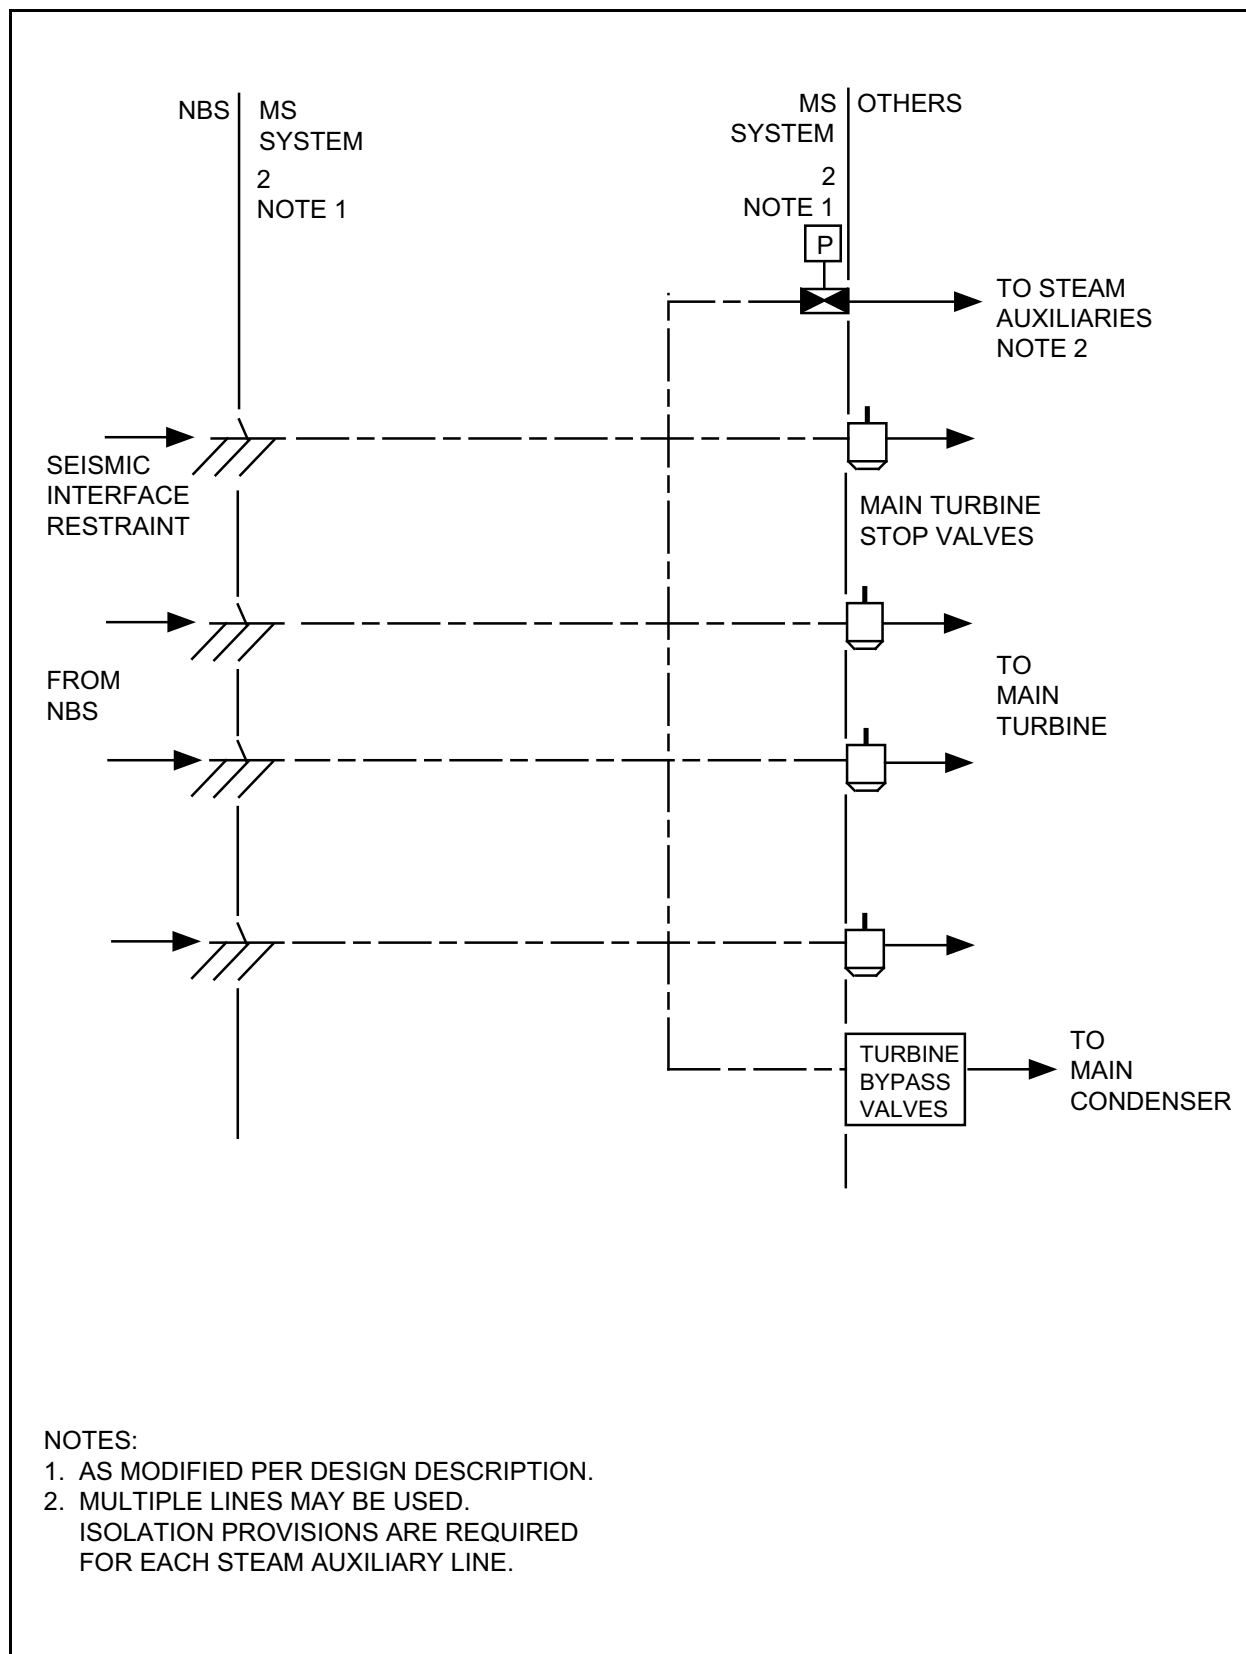 NBS
MS
SYSTEM
2
NOTE 1
MS
SYSTEM
2
NOTE 1
OTHERS
P
TO STEAM
AUXILIARIES
NOTE 2
SEISMIC
INTERFACE
RESTRAINT
MAIN TURBINE
STOP VALVES
FROM
NBS
TO
MAIN
TURBINE
TURBINE
BYPASS
VALVES
TO
MAIN
CONDENSER
NOTES:
1. AS MODIFIED PER DESIGN DESCRIPTION.
2. MULTIPLE LINES MAY BE USED.
ISOLATION PROVISIONS ARE REQUIRED
FOR EACH STEAM AUXILIARY LINE.